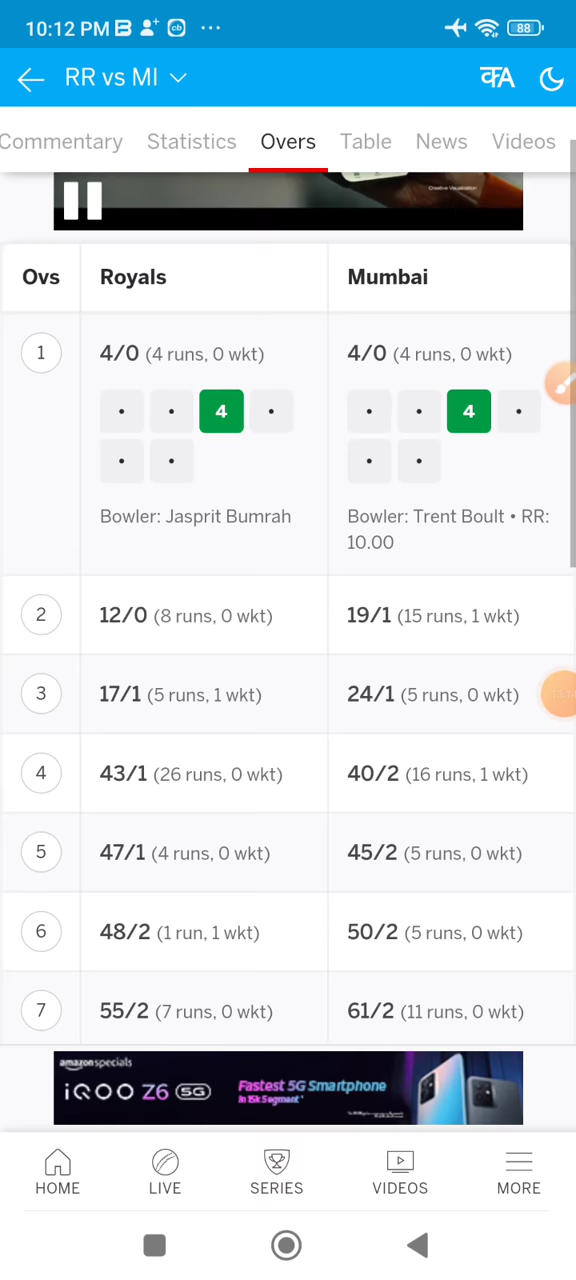 10:12 PM
88
RR vs MI
Commentary Statistics Overs Table News Videos
Creative Visualization
Ovs Royals Mumbai
1 4/0 (4 runs, 0 wkt) 4/0 (4 runs, 0 wkt)
• • 4 • • • 4 •
• • • •
Bowler: Jasprit Bumrah Bowler: Trent Boult • RR:
10.00
2 12/0 (8 runs, 0 wkt) 19/1 (15 runs, 1 wkt)
3 17/1 (5 runs, 1 wkt) 24/1 (5 runs, 0 wkt)
4 43/1 (26 runs, 0 wkt) 40/2 (16 runs, 1 wkt)
5 47/1 (4 runs, 0 wkt) 45/2 (5 runs, 0 wkt)
6 48/2 (1 run, 1 wkt) 50/2 (5 runs, 0 wkt)
7 55/2 (7 runs, 0 wkt) 61/2 (11 runs, 0 wkt)
amazonspecials
iQOO Z6 5G Fastest 5G Smartphone
In 15k Segment*
HOME LIVE SERIES VIDEOS MORE